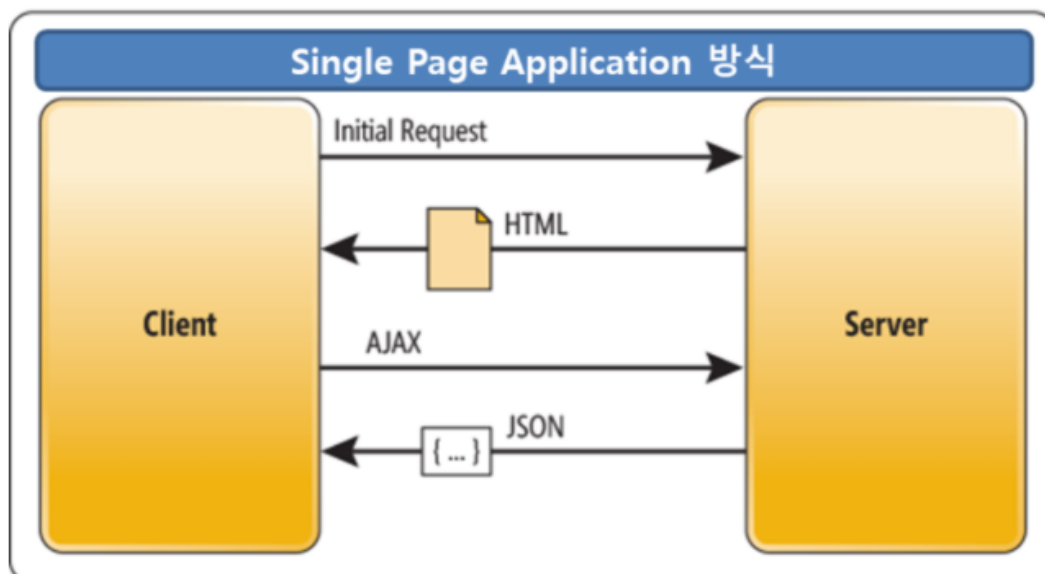 Single Page Application 방식
Initial Request
HTML
Client
Server
AJAX
JSON
{ ... }